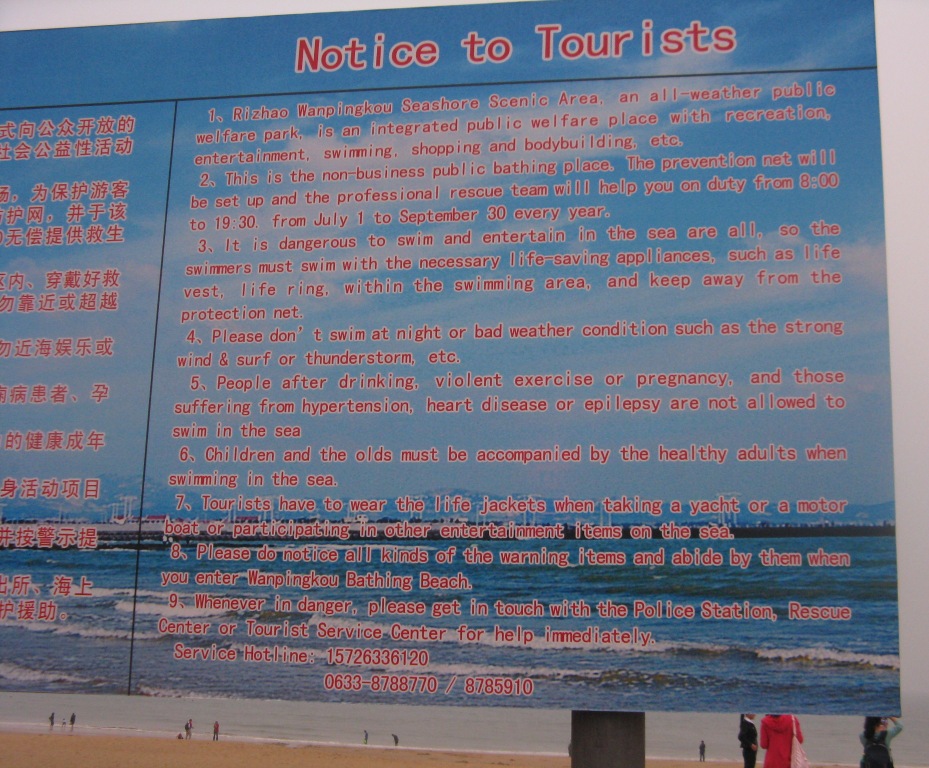 Notice to Tourists
式向公众开放的
社会公益性活动
场，为保护游客
防护网，并于该
0无偿提供救生
区内、穿戴好救
勿靠近或超越
勿近海娱乐或
病患者、孕
的健康成年
身活动项目
并按警示提
出所、海上
护援助。
1、Rizhao Wanpingkou Seashore Scenic Area, an all-weather public
welfare park, is an integrated public welfare place with recreation,
entertainment, swimming, shopping and bodybuilding, etc.
2、This is the non-business public bathing place. The prevention net will
be set up and the professional rescue team will help you on duty from 8:00
to 19:30. from July 1 to September 30 every year.
3、It is dangerous to swim and entertain in the sea are all, so the
swimmers must swim with the necessary life-saving appliances, such as life
vest, life ring, within the swimming area, and keep away from the
protection net.
4、Please don't swim at night or bad weather condition such as the strong
wind & surf or thunderstorm, etc.
5、People after drinking, violent exercise or pregnancy, and those
suffering from hypertension, heart disease or epilepsy are not allowed to
swim in the sea
6、Children and the olds must be accompanied by the healthy adults when
swimming in the sea.
7、Tourists have to wear the life jackets when taking a yacht or a motor
boat or participating in other entertainment items on the sea.
8、Please do notice all kinds of the warning items and abide by them when
you enter Wanpingkou Bathing Beach.
9、Whenever in danger, please get in touch with the Police Station, Rescue
Center or Tourist Service Center for help immediately.
Service Hotline: 15726336120
0633-8788770 / 8785910